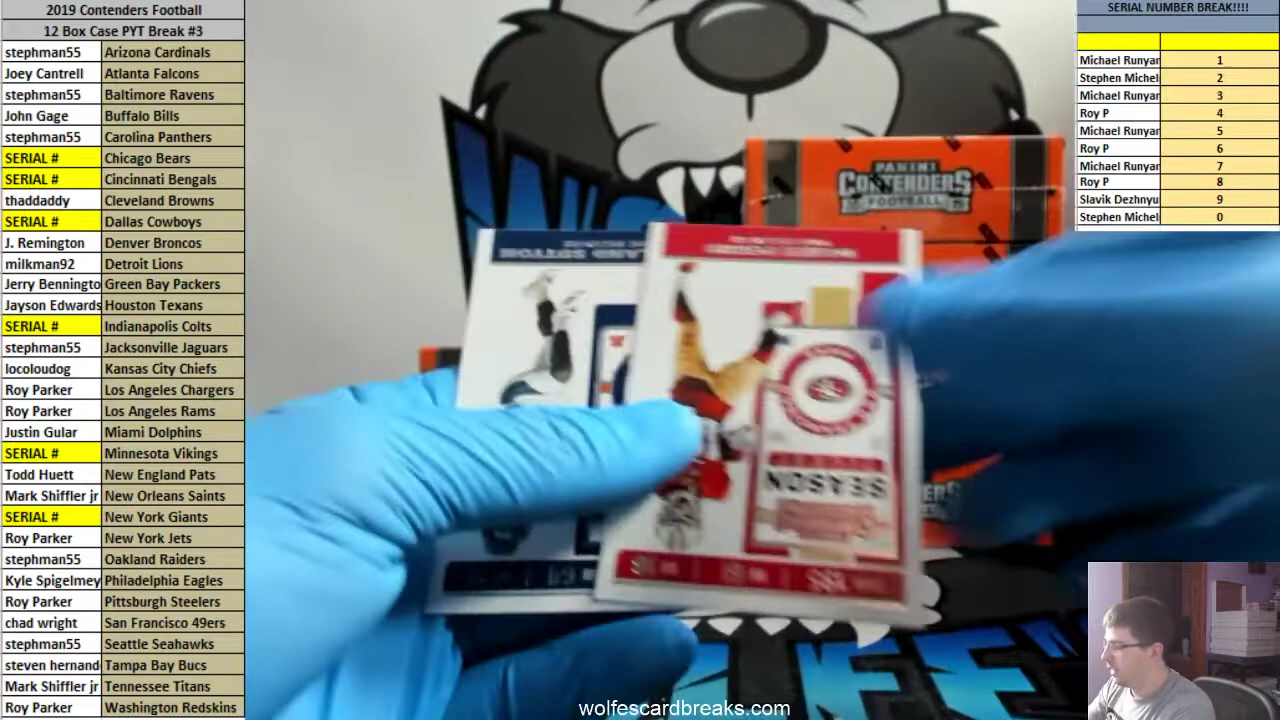 2019 Contenders Football
12 Box Case PYT Break #3
stephman55 Arizona Cardinals
Joey Cantrell Atlanta Falcons
stephman55 Baltimore Ravens
John Gage Buffalo Bills
stephman55 Carolina Panthers
SERIAL # Chicago Bears
SERIAL # Cincinnati Bengals
thaddaddy Cleveland Browns
SERIAL # Dallas Cowboys
J. Remington Denver Broncos
milkman92 Detroit Lions
Jerry Benningto Green Bay Packers
Jayson Edwards Houston Texans
SERIAL # Indianapolis Colts
stephman55 Jacksonville Jaguars
locoloudog Kansas City Chiefs
Roy Parker Los Angeles Chargers
Roy Parker Los Angeles Rams
Justin Gular Miami Dolphins
SERIAL # Minnesota Vikings
Todd Huett New England Pats
Mark Shiffler jr New Orleans Saints
SERIAL # New York Giants
Roy Parker New York Jets
stephman55 Oakland Raiders
Kyle Spigelmey Philadelphia Eagles
Roy Parker Pittsburgh Steelers
chad wright San Francisco 49ers
stephman55 Seattle Seahawks
steven hernand Tampa Bay Bucs
Mark Shiffler jr Tennessee Titans
Roy Parker Washington Redskins
PANINI
CONTENDERS
FOOTBALL
SEASON
wolfescardbreaks.com
SERIAL NUMBER BREAK!!!!
Michael Runyan 1
Stephen Michel 2
Michael Runyan 3
Roy P 4
Michael Runyan 5
Roy P 6
Michael Runyan 7
Roy P 8
Slavik Dezhnyu 9
Stephen Michel 0